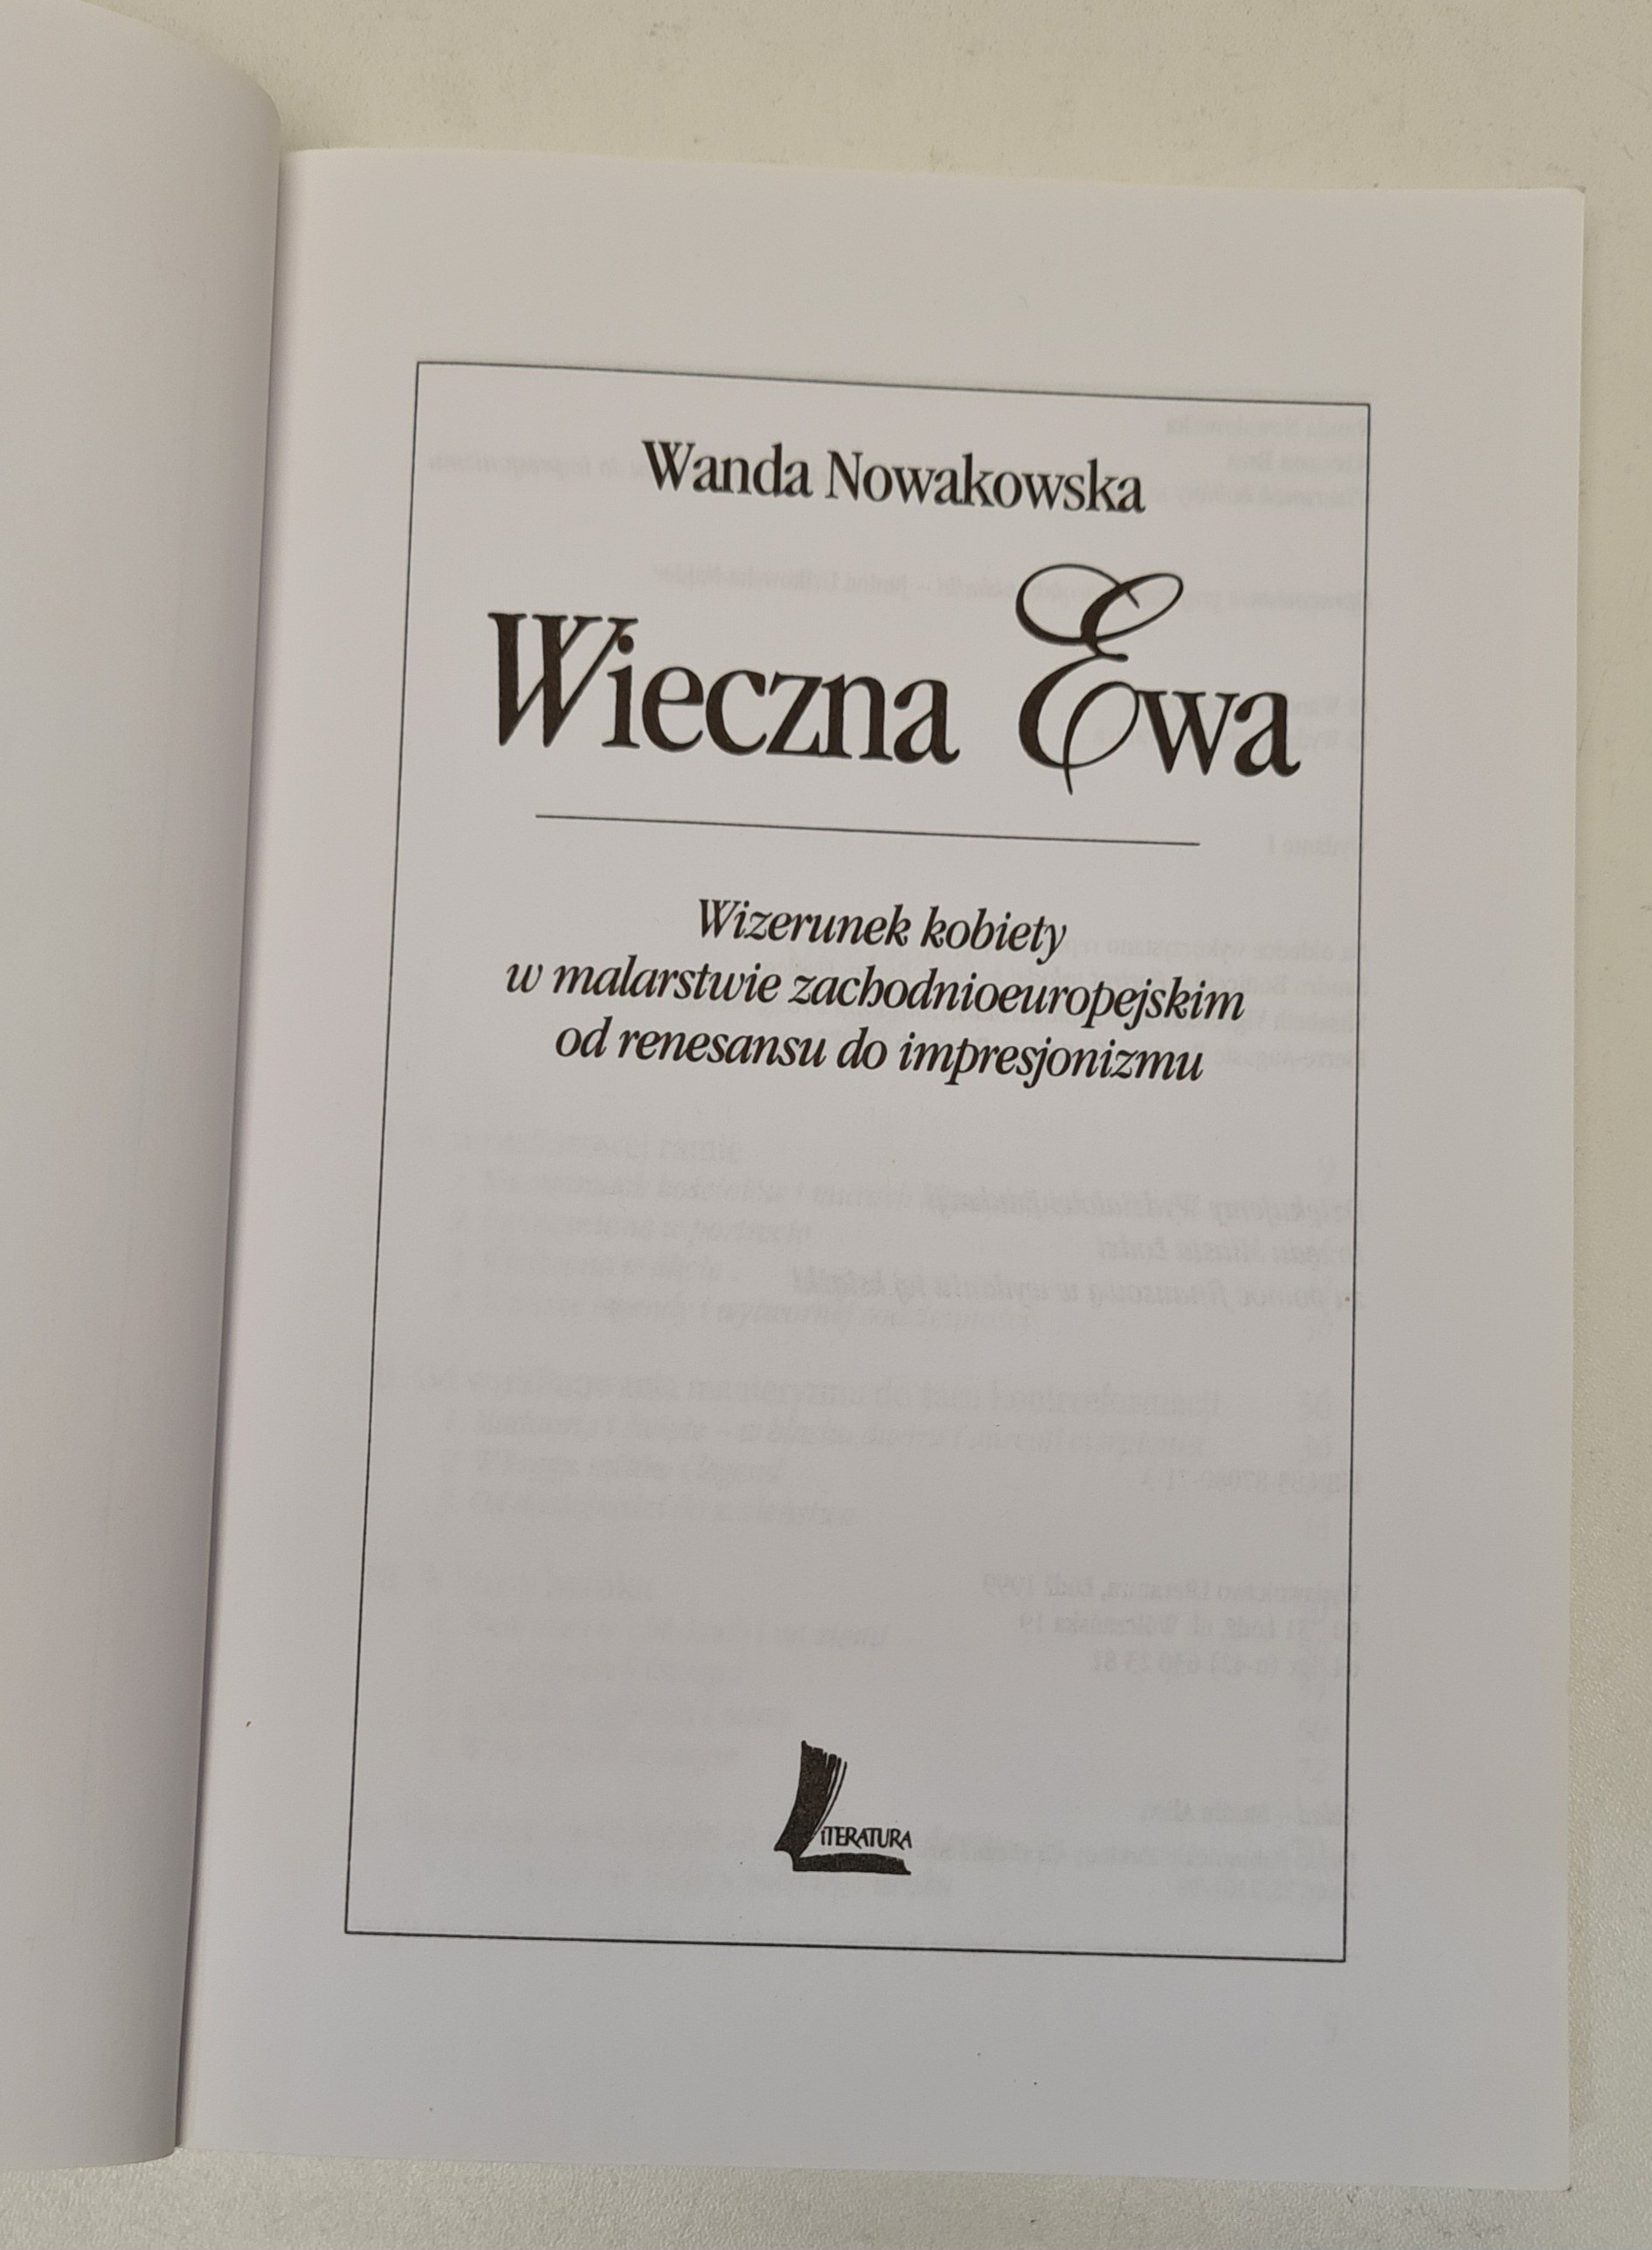 Wanda Nowakowska
Wieczna Ewa
Wizerunek kobiety
w malarstwie zachodnioeuropejskim
od renesansu do impresjonizmu
LITERATURA